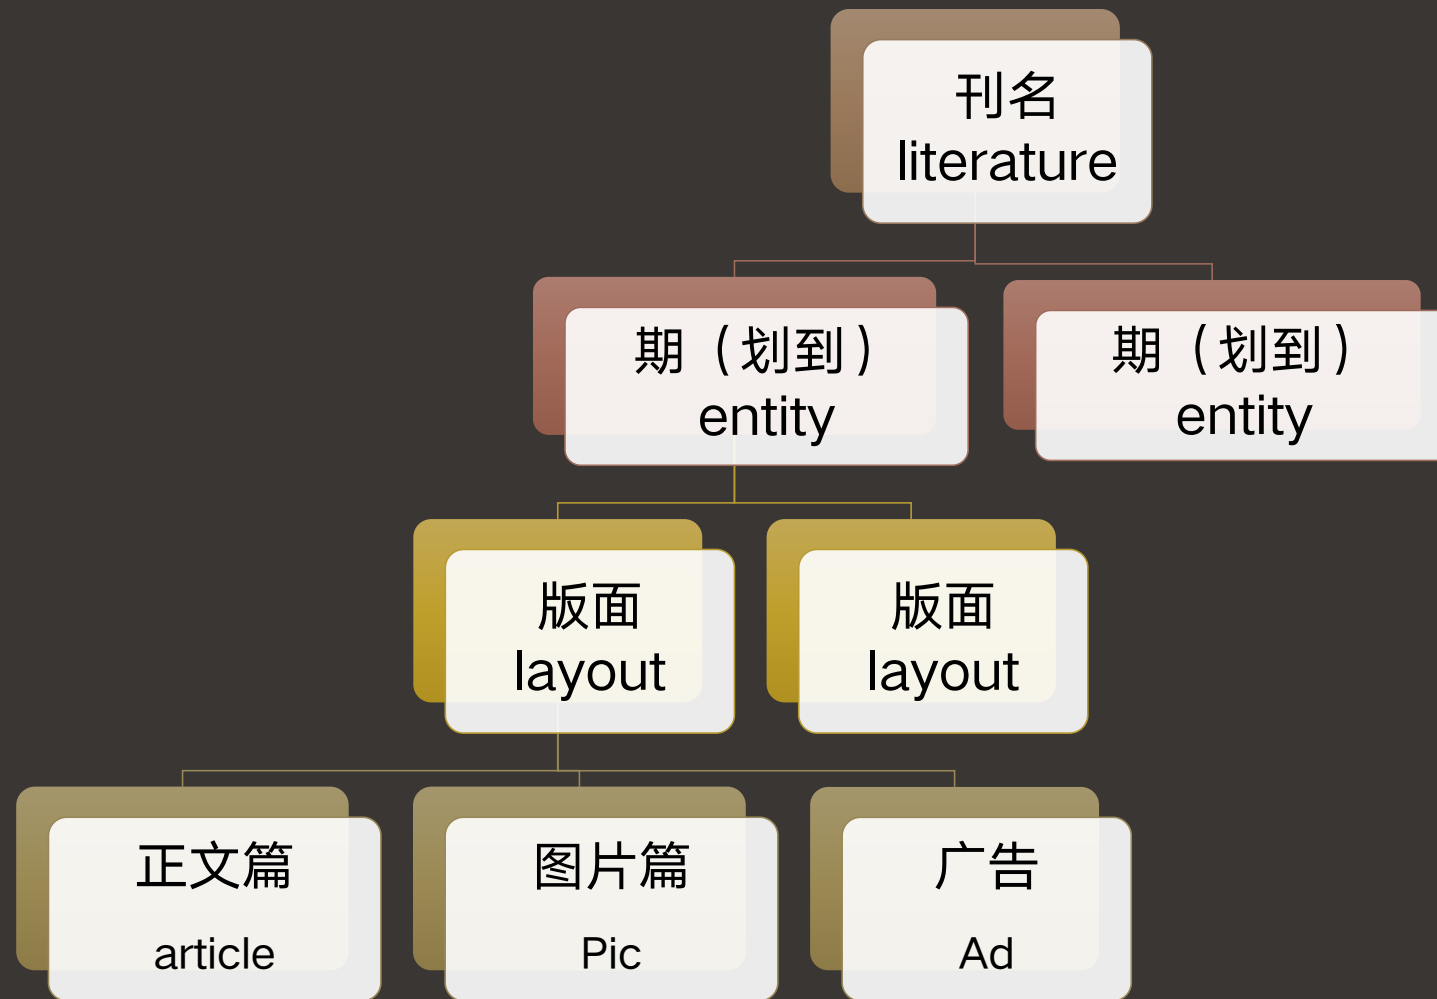 刊名
literature
期（划到）
entity
期（划到）
entity
版面
layout
版面
layout
正文篇
article
图片篇
Pic
广告
Ad